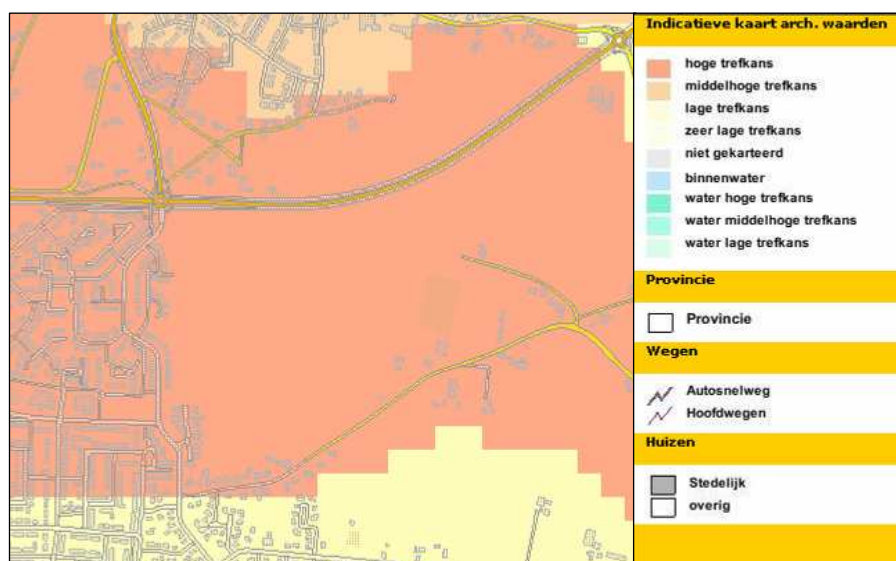 Indicatieve kaart arch. waarden
hoge trefkans
middelhoge trefkans
lage trefkans
zeer lage trefkans
niet gekarteerd
binnenwater
water hoge trefkans
water middelhoge trefkans
water lage trefkans
Provincie
Provincie
Wegen
Autosnelweg
Hoofdwegen
Huizen
Stedelijk
overig